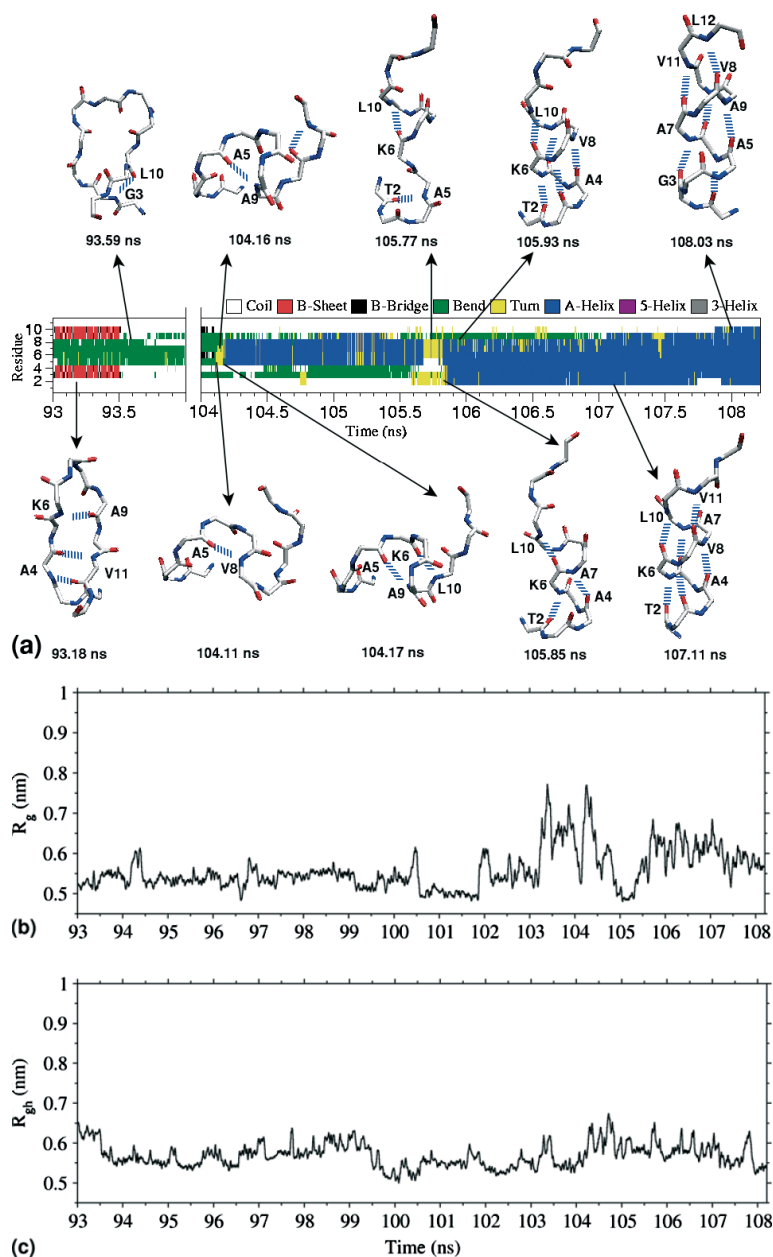 L10
G3
93.59 ns
A5
A9
104.16 ns
L10
K6
T2
A5
105.77 ns
L10
V8
K6
A4
T2
105.93 ns
L12
V11
V8
A9
A7
A5
G3
108.03 ns
Coil B-Sheet B-Bridge Bend Turn A-Helix 5-Helix 3-Helix
Residue
10
8
6
4
2
93 93.5 104 104.5 105 105.5 106 106.5 107 107.5 108
Time (ns)
K6
A9
A4
V11
93.18 ns
A5
V8
104.11 ns
A5
K6
A9
L10
104.17 ns
L10
K6
A7
A4
T2
105.85 ns
V11
L10
A7
V8
K6
A4
T2
107.11 ns
(a)
1
0.9
0.8
0.7
0.6
0.5
Rg (nm)
93 94 95 96 97 98 99 100 101 102 103 104 105 106 107 108
(b)
1
0.9
0.8
0.7
0.6
0.5
Rgh (nm)
93 94 95 96 97 98 99 100 101 102 103 104 105 106 107 108
Time (ns)
(c)